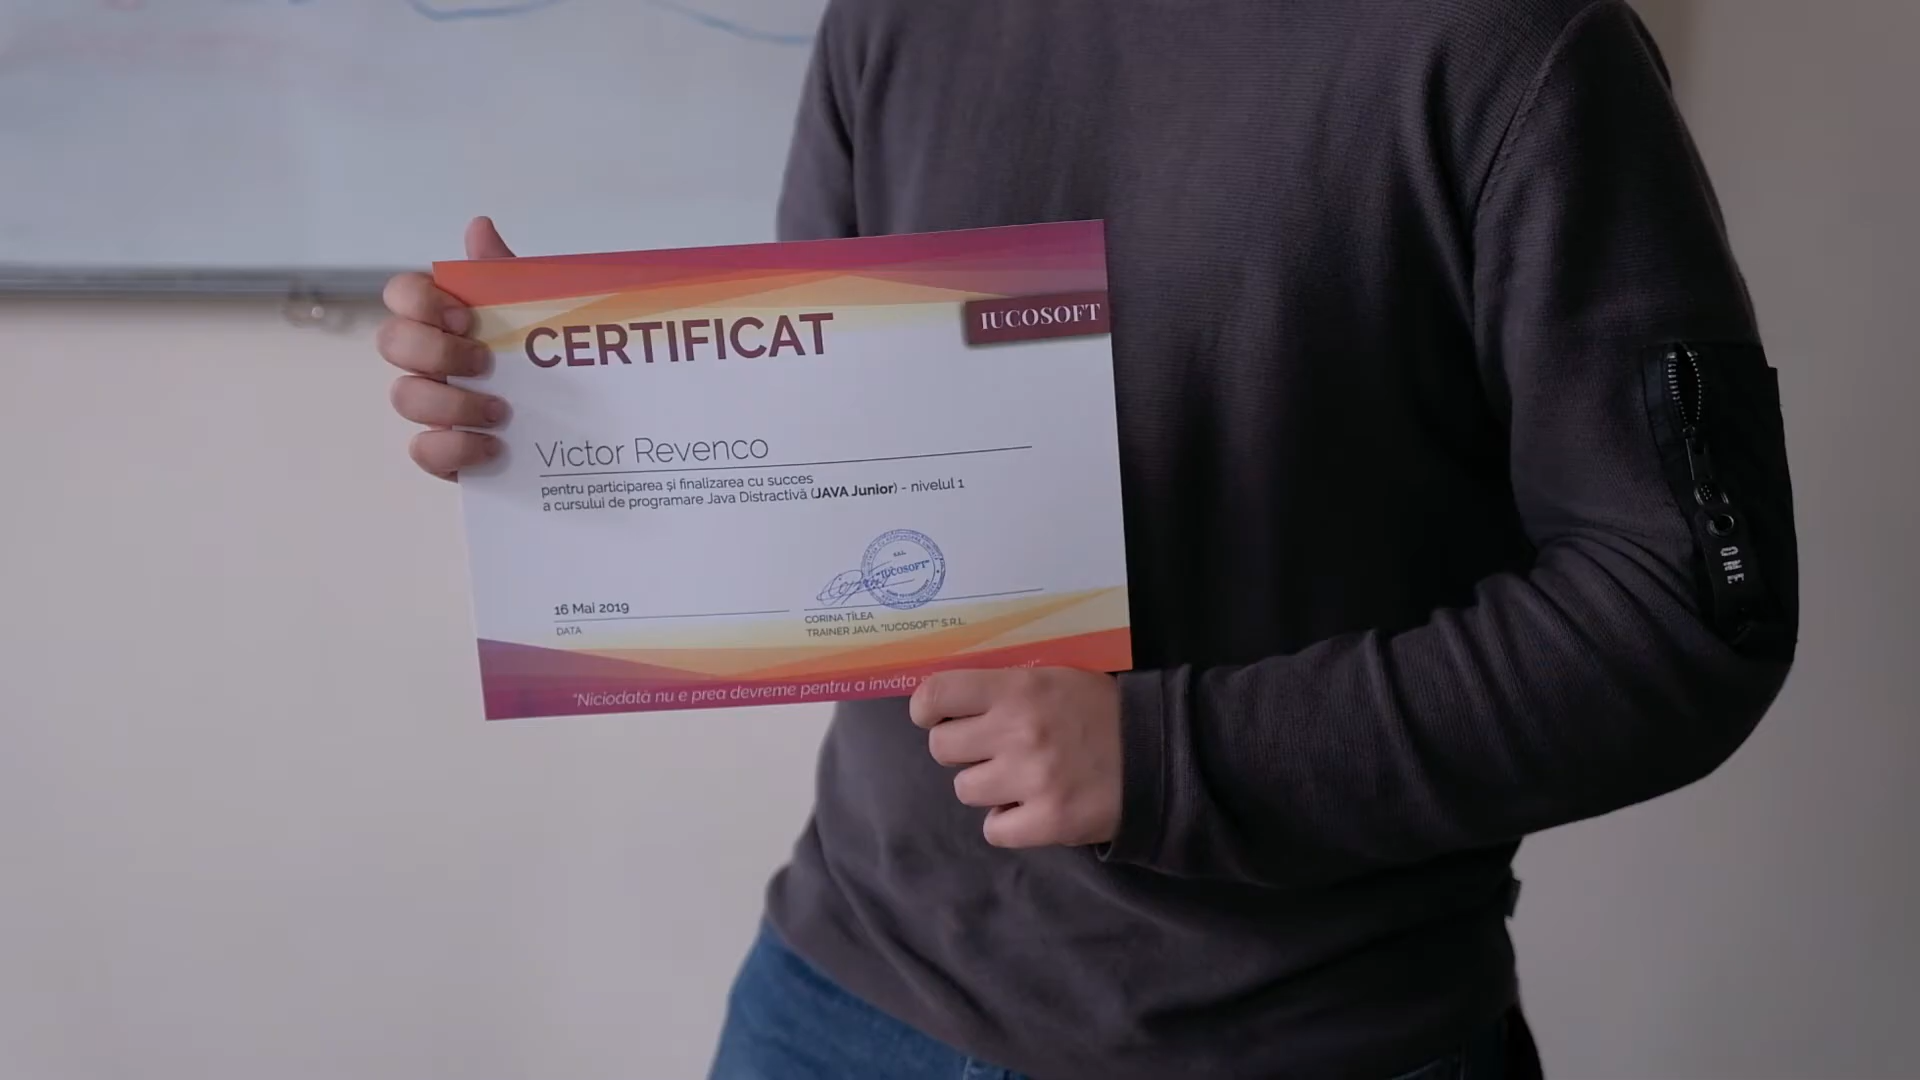 CERTIFICAT
IUCOSOFT
Victor Revenco
pentru participarea și finalizarea cu succes
a cursului de programare Java Distractivă (JAVA Junior) - nivelul 1
S.R.L.
"IUCOSOFT"
16 Mai 2019
DATA
CORINA ȚÎLEA
TRAINER JAVA, "IUCOSOFT" S.R.L.
"Niciodată nu e prea devreme pentru a învăța
ONE